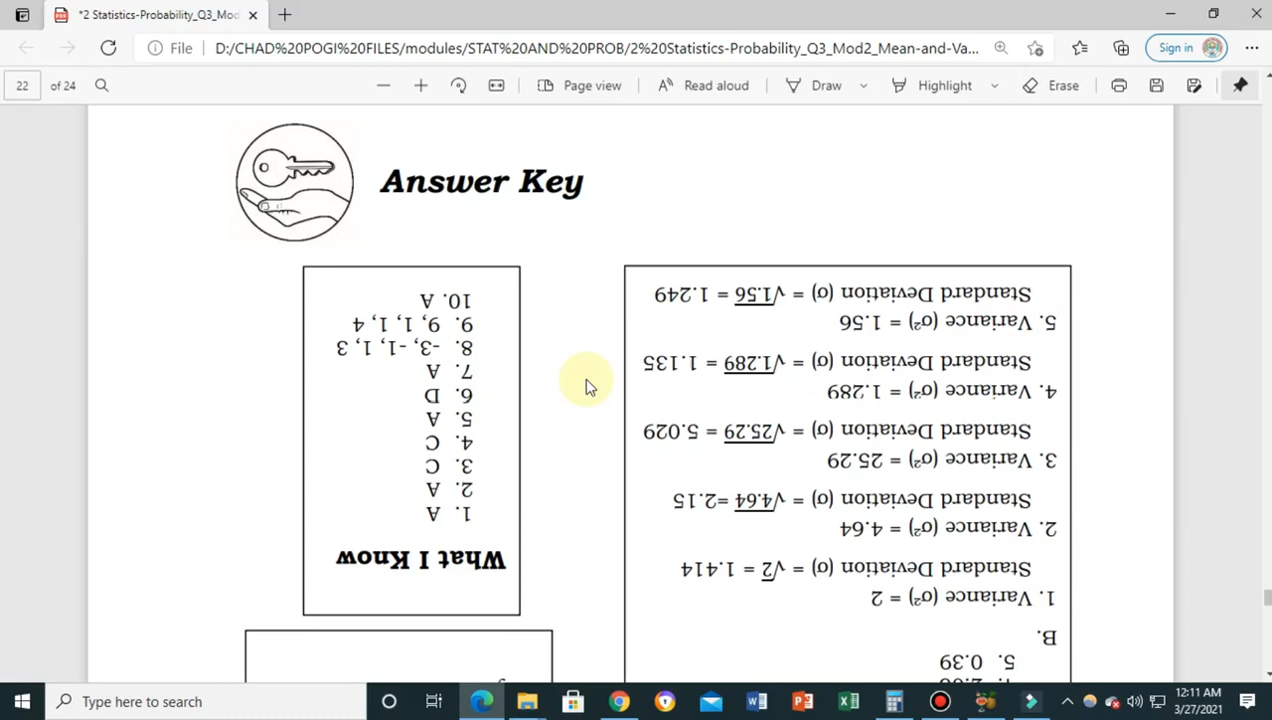 *2 Statistics-Probability_Q3_Mod
Sign in
File
D:/CHAD%20POGI%20FILES/modules/STAT%20AND%20PROB/2%20Statistics-Probability_Q3_Mod2_Mean-and-Va...
22 of 24
Page view
Read aloud
Draw
Highlight
Erase
Answer Key
What I Know
1. A
2. A
3. C
4. C
5. A
6. D
7. A
8. -3, -1, 1, 3
9. 9, 1, 1, 4
10. A
5. 0.39
B.
1. Variance (σ²) = 2
Standard Deviation (σ) = √2 = 1.414
2. Variance (σ²) = 4.64
Standard Deviation (σ) = √4.64 =2.15
3. Variance (σ²) = 25.29
Standard Deviation (σ) = √25.29 = 5.029
4. Variance (σ²) = 1.289
Standard Deviation (σ) = √1.289 = 1.135
5. Variance (σ²) = 1.56
Standard Deviation (σ) = √1.56 = 1.249
Type here to search
12:11 AM
3/27/2021